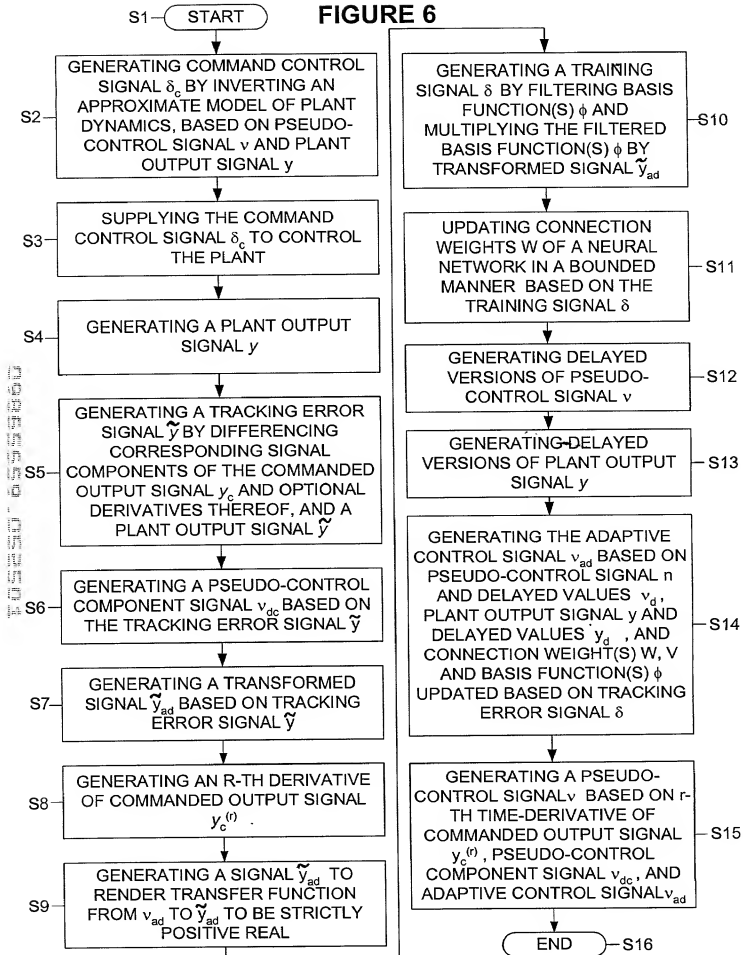 FIGURE 6
S1
START
S2
GENERATING COMMAND CONTROL
SIGNAL δc BY INVERTING AN
APPROXIMATE MODEL OF PLANT
DYNAMICS, BASED ON PSEUDO-
CONTROL SIGNAL ν AND PLANT
OUTPUT SIGNAL y
S3
SUPPLYING THE COMMAND
CONTROL SIGNAL δc TO CONTROL
THE PLANT
S4
GENERATING A PLANT OUTPUT
SIGNAL y
S5
GENERATING A TRACKING ERROR
SIGNAL ỹ BY DIFFERENCING
CORRESPONDING SIGNAL
COMPONENTS OF THE COMMANDED
OUTPUT SIGNAL yc AND OPTIONAL
DERIVATIVES THEREOF, AND A
PLANT OUTPUT SIGNAL ỹ
S6
GENERATING A PSEUDO-CONTROL
COMPONENT SIGNAL νdc BASED ON
THE TRACKING ERROR SIGNAL ỹ
S7
GENERATING A TRANSFORMED
SIGNAL ỹad BASED ON TRACKING
ERROR SIGNAL ỹ
S8
GENERATING AN R-TH DERIVATIVE
OF COMMANDED OUTPUT SIGNAL
yc(r) .
S9
GENERATING A SIGNAL ỹad TO
RENDER TRANSFER FUNCTION
FROM νad TO ỹad TO BE STRICTLY
POSITIVE REAL
GENERATING A TRAINING
SIGNAL δ BY FILTERING BASIS
FUNCTION(S) ϕ AND
MULTIPLYING THE FILTERED
BASIS FUNCTION(S) ϕ BY
TRANSFORMED SIGNAL ỹad
S10
UPDATING CONNECTION
WEIGHTS W OF A NEURAL
NETWORK IN A BOUNDED
MANNER BASED ON THE
TRAINING SIGNAL δ
S11
GENERATING DELAYED
VERSIONS OF PSEUDO-
CONTROL SIGNAL ν
S12
GENERATING DELAYED
VERSIONS OF PLANT OUTPUT
SIGNAL y
S13
GENERATING THE ADAPTIVE
CONTROL SIGNAL νad BASED ON
PSEUDO-CONTROL SIGNAL n
AND DELAYED VALUES νd,
PLANT OUTPUT SIGNAL y AND
DELAYED VALUES yd , AND
CONNECTION WEIGHT(S) W, V
AND BASIS FUNCTION(S) ϕ
UPDATED BASED ON TRACKING
ERROR SIGNAL δ
S14
GENERATING A PSEUDO-
CONTROL SIGNALν BASED ON r-
TH TIME-DERIVATIVE OF
COMMANDED OUTPUT SIGNAL
yc(r), PSEUDO-CONTROL
COMPONENT SIGNAL νdc, AND
ADAPTIVE CONTROL SIGNALνad
S15
END
S16